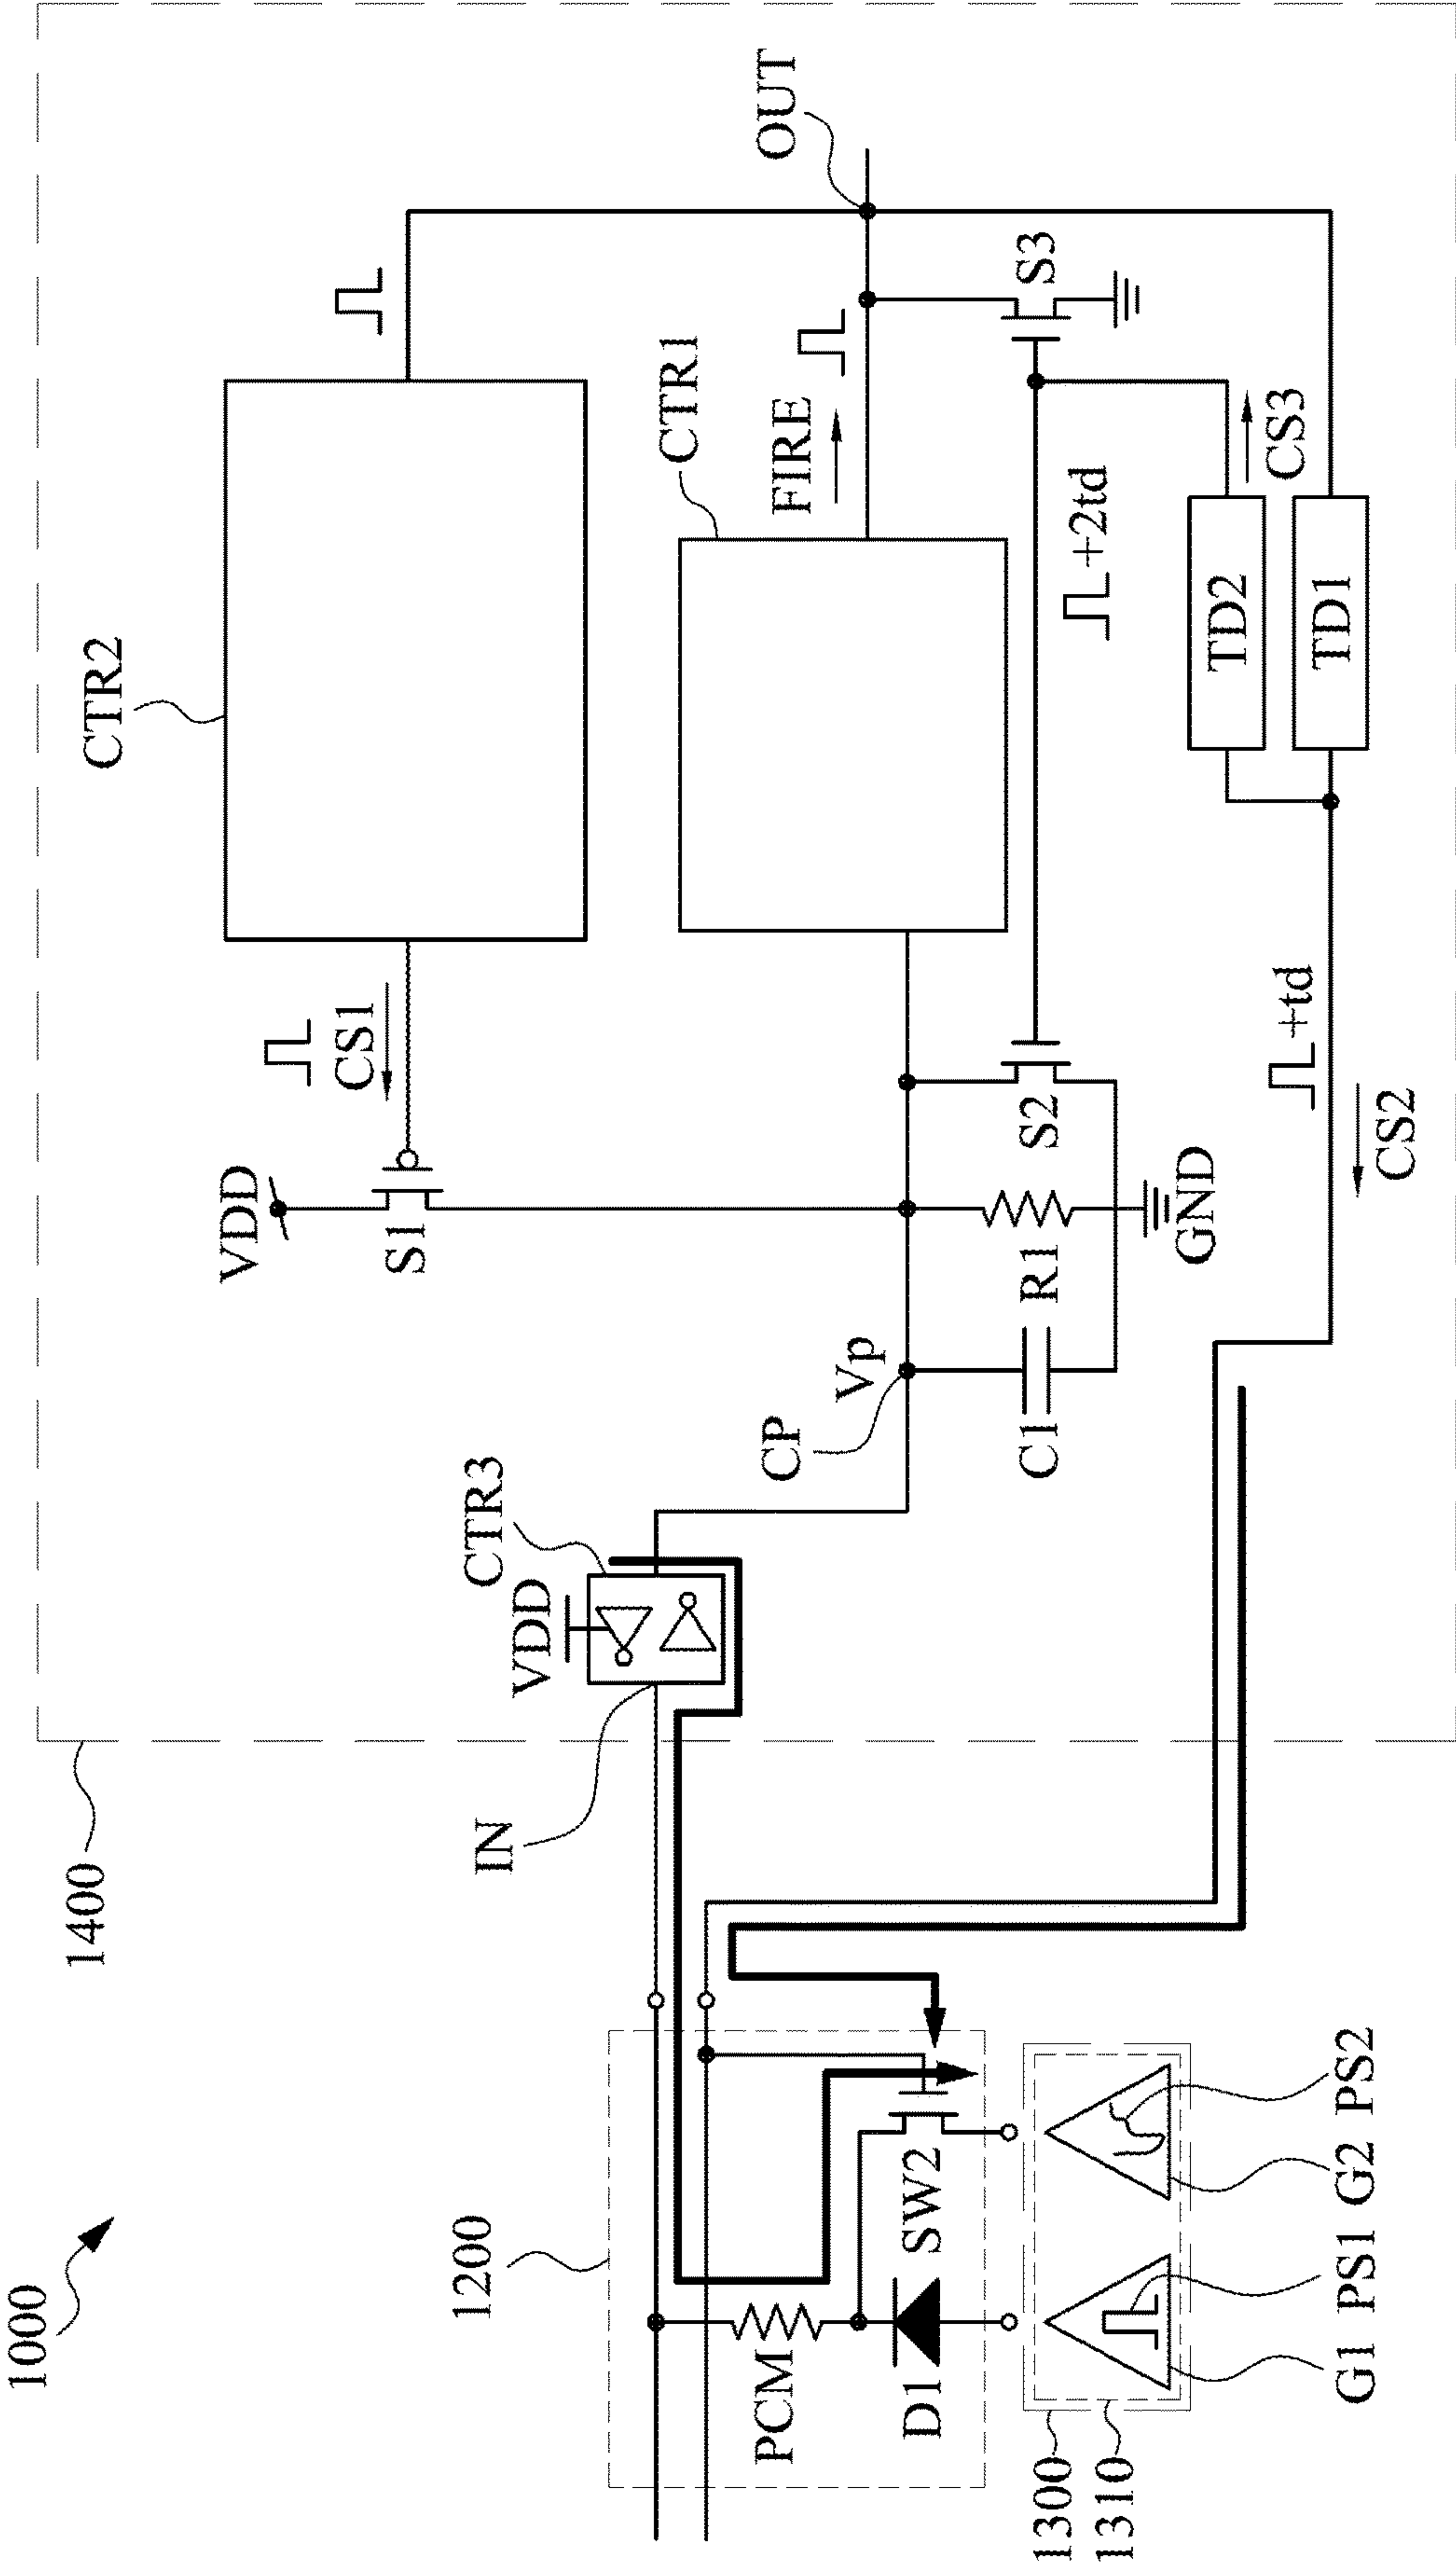 1000
1400
CTR2
CS1
VDD
S1
OUT
CTR1
FIRE
S3
CTR3
VDD
IN
CP
Vp
C1
R1
S2
GND
+2td
CS3
TD2
TD1
+td
CS2
1200
PCM
D1
SW2
1300
1310
G1
PS1
G2
PS2